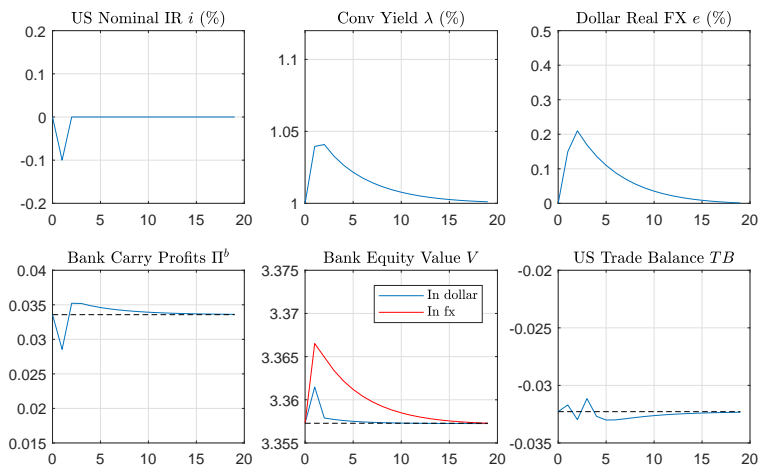 US Nominal IR i (%)
0.2
0.1
0
-0.1
-0.2
0 5 10 15 20
Conv Yield λ (%)
1.1
1.05
1
0 5 10 15 20
Dollar Real FX e (%)
0.5
0.4
0.3
0.2
0.1
0
0 5 10 15 20
Bank Carry Profits Π^b
0.04
0.035
0.03
0.025
0.02
0.015
0 5 10 15 20
Bank Equity Value V
3.375
3.37
3.365
3.36
3.355
In dollar
In fx
0 5 10 15 20
US Trade Balance TB
-0.02
-0.025
-0.03
-0.035
0 5 10 15 20